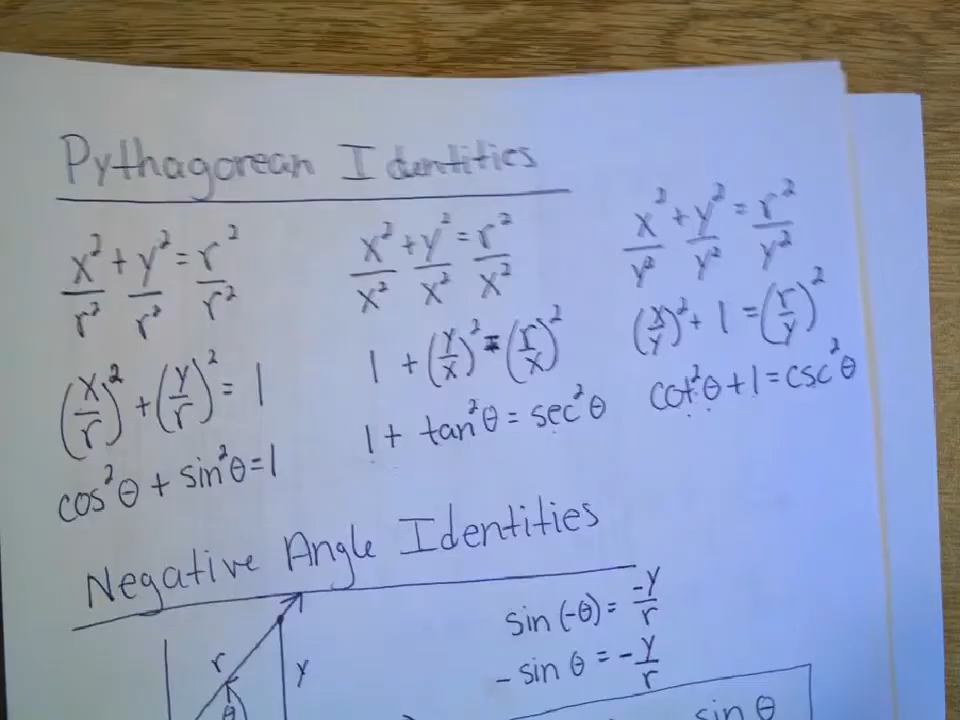 Pythagorean Identities
x²/r² + y²/r² = r²/r²
(x/r)² + (y/r)² = 1
cos²θ + sin²θ = 1
x²/x² + y²/x² = r²/x²
1 + (y/x)² = (r/x)²
1 + tan²θ = sec²θ
x²/y² + y²/y² = r²/y²
(x/y)² + 1 = (r/y)²
cot²θ + 1 = csc²θ
Negative Angle Identities
r
y
θ
sin(-θ) = -y/r
-sin θ = -y/r
sin θ